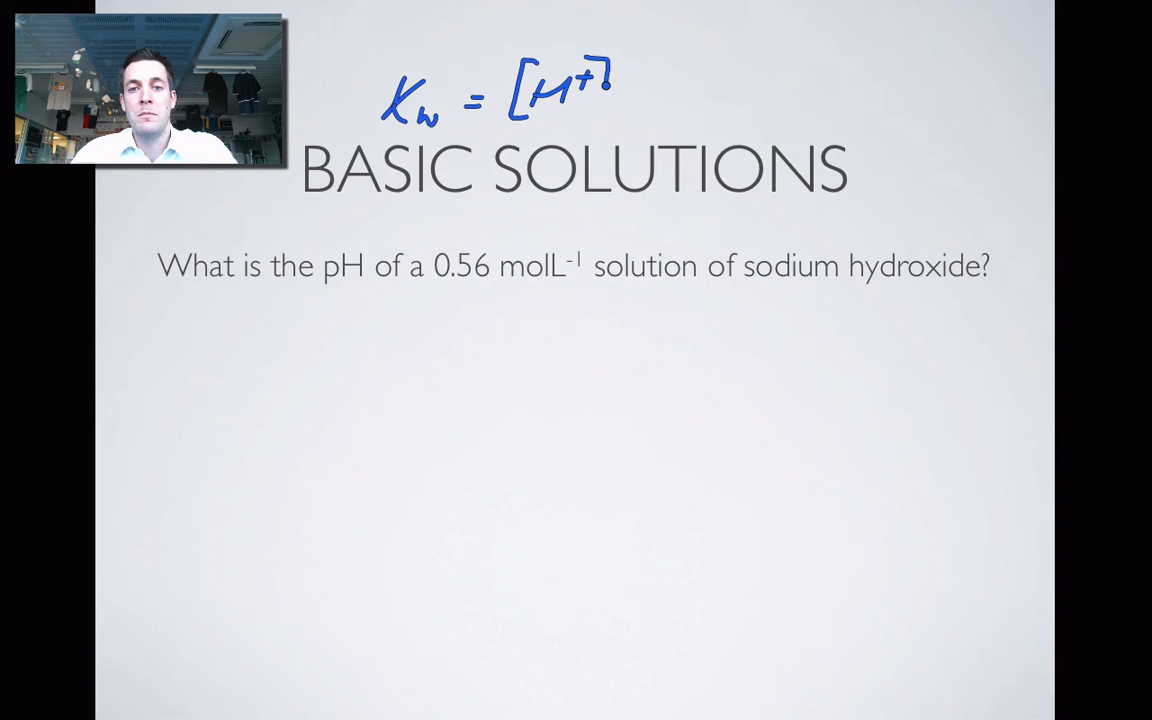 Kw = [H+]
BASIC SOLUTIONS
What is the pH of a 0.56 molL⁻¹ solution of sodium hydroxide?